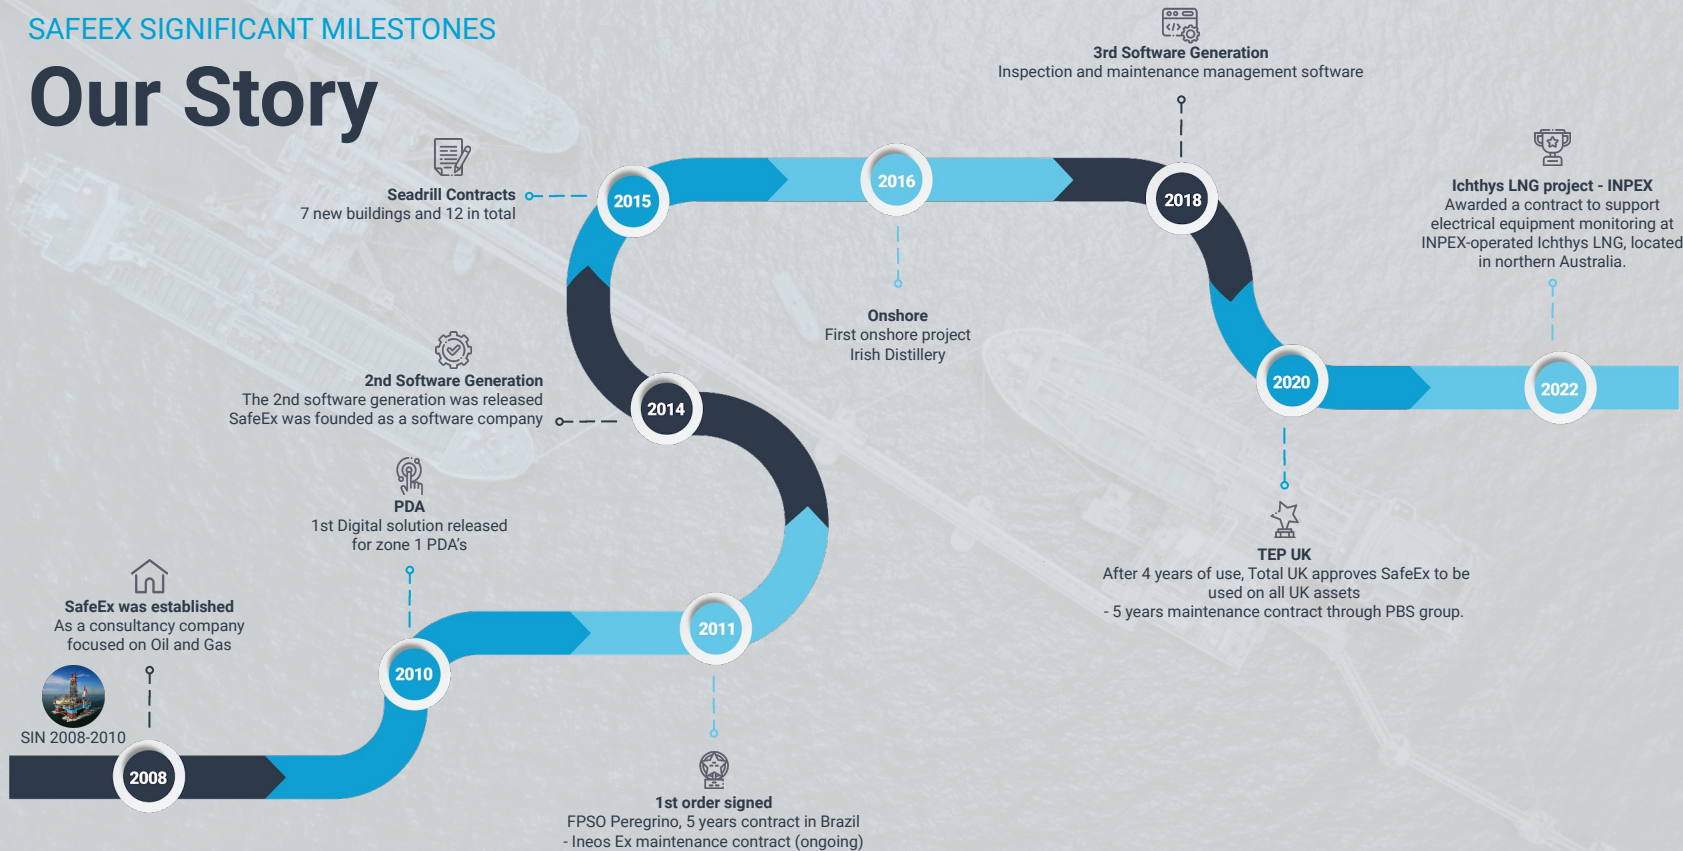 SAFEEX SIGNIFICANT MILESTONES
Our Story
SafeEx was established
As a consultancy company
focused on Oil and Gas
SIN 2008-2010
2008
PDA
1st Digital solution released
for zone 1 PDA's
2010
2011
1st order signed
FPSO Peregrino, 5 years contract in Brazil
- Ineos Ex maintenance contract (ongoing)
2nd Software Generation
The 2nd software generation was released
SafeEx was founded as a software company
2014
Seadrill Contracts
7 new buildings and 12 in total
2015
2016
Onshore
First onshore project
Irish Distillery
3rd Software Generation
Inspection and maintenance management software
2018
2020
TEP UK
After 4 years of use, Total UK approves SafeEx to be
used on all UK assets
- 5 years maintenance contract through PBS group.
Ichthys LNG project - INPEX
Awarded a contract to support
electrical equipment monitoring at
INPEX-operated Ichthys LNG, located
in northern Australia.
2022